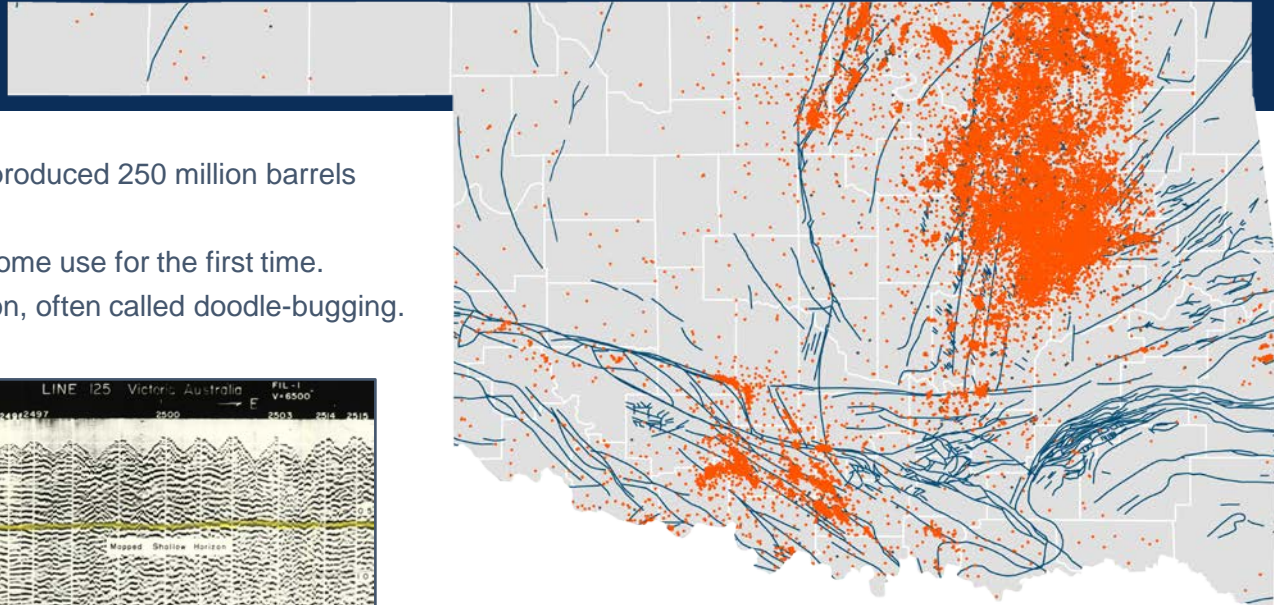 produced 250 million barrels
ome use for the first time.
on, often called doodle-bugging.
LINE 125 Victoria Australia
FIL-1
V=6500'
→ E
2497
2500
2503
2514
2515
Mapped Shallow Horizon